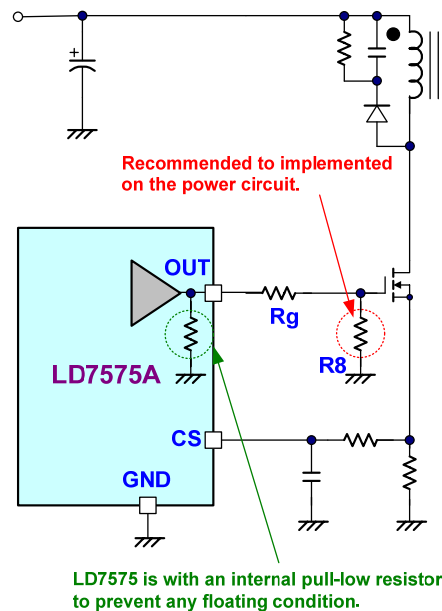 +
Recommended to implemented
on the power circuit.
OUT
Rg
R8
LD7575A
CS
GND
LD7575 is with an internal pull-low resistor
to prevent any floating condition.